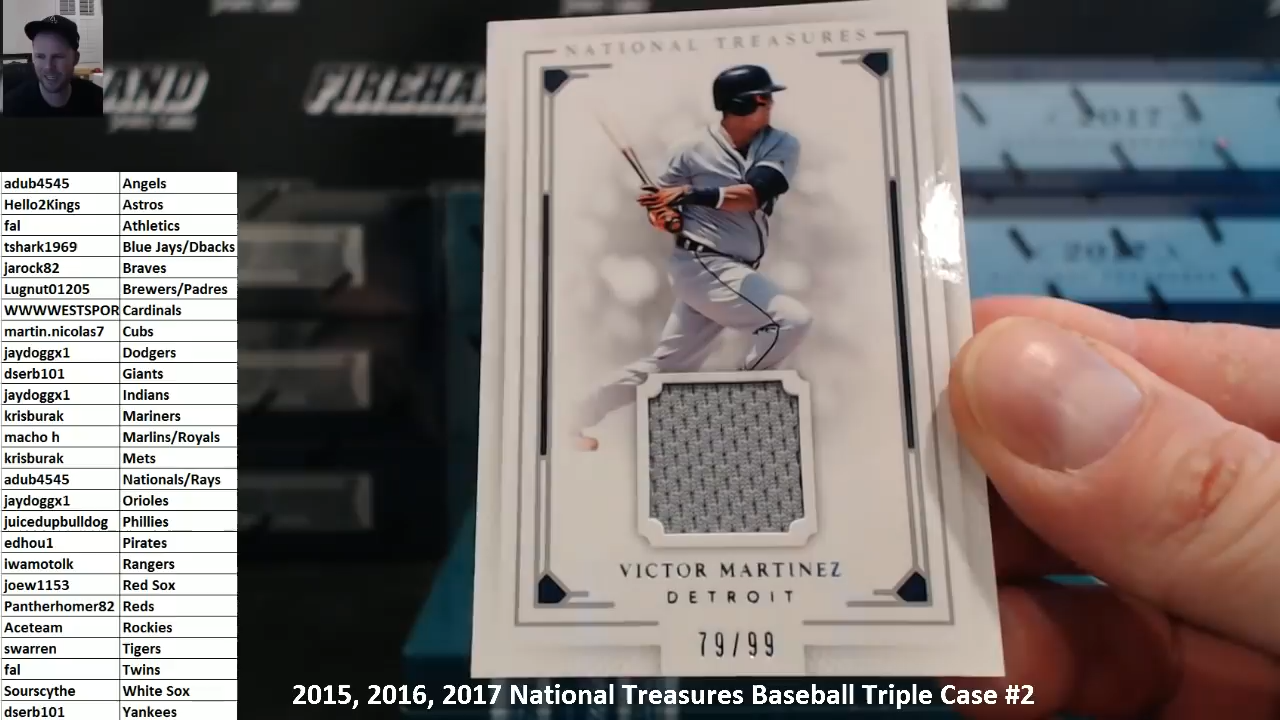 FIREHAND
NATIONAL TREASURES
2017
2017
adub4545 Angels
Hello2Kings Astros
fal Athletics
tshark1969 Blue Jays/Dbacks
jarock82 Braves
Lugnut01205 Brewers/Padres
WWWWESTSPOR Cardinals
martin.nicolas7 Cubs
jaydoggx1 Dodgers
dserb101 Giants
jaydoggx1 Indians
krisburak Mariners
macho h Marlins/Royals
krisburak Mets
adub4545 Nationals/Rays
jaydoggx1 Orioles
juicedupbulldog Phillies
edhou1 Pirates
iwamotolk Rangers
joew1153 Red Sox
Pantherhomer82 Reds
Aceteam Rockies
swarren Tigers
fal Twins
Sourscythe White Sox
dserb101 Yankees
VICTOR MARTINEZ
DETROIT
79/99
2015, 2016, 2017 National Treasures Baseball Triple Case #2